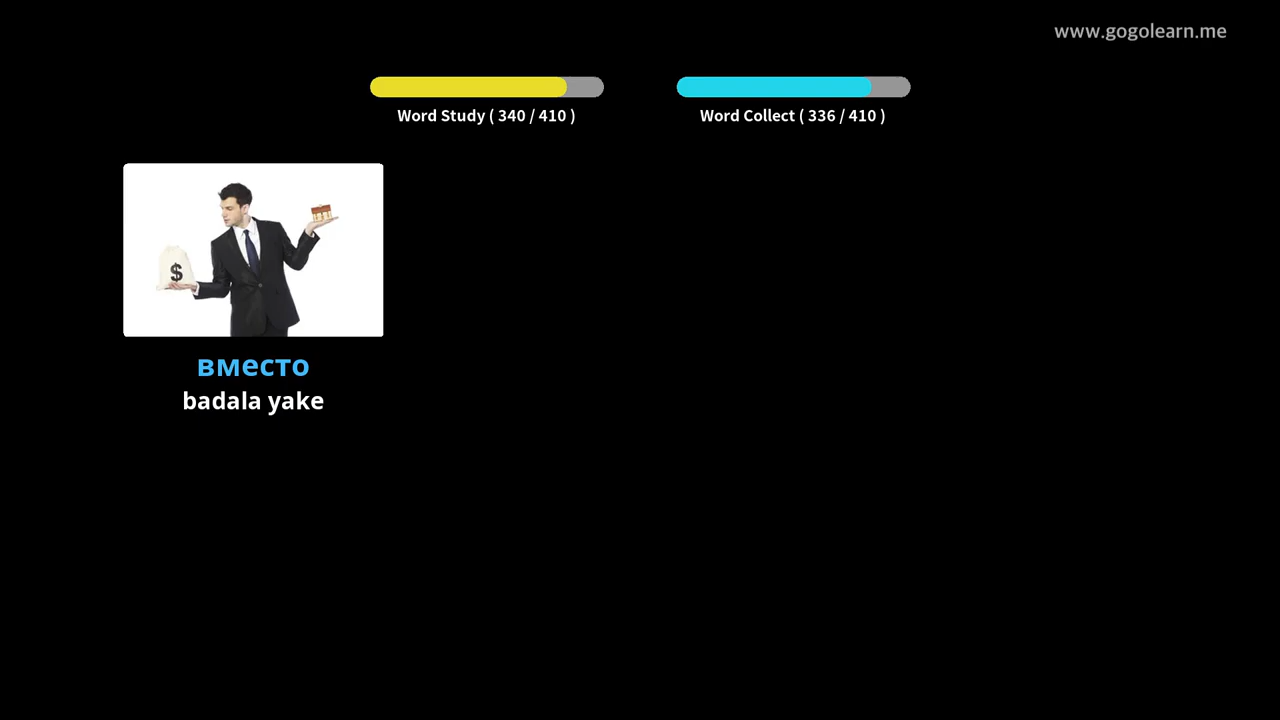 www.gogolearn.me
Word Study ( 340 / 410 )
Word Collect ( 336 / 410 )
$
вместо
badala yake